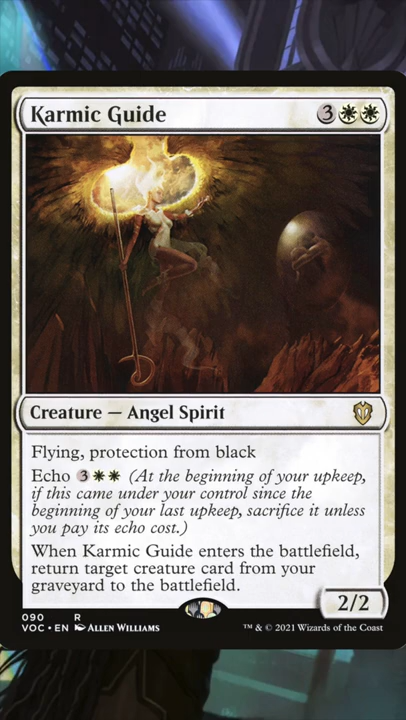 Karmic Guide 3
Creature — Angel Spirit
Flying, protection from black
Echo 3 (At the beginning of your upkeep,
if this came under your control since the
beginning of your last upkeep, sacrifice it unless
you pay its echo cost.)
When Karmic Guide enters the battlefield,
return target creature card from your
graveyard to the battlefield.
2/2
090 R
VOC • EN Allen Williams
™ & © 2021 Wizards of the Coast